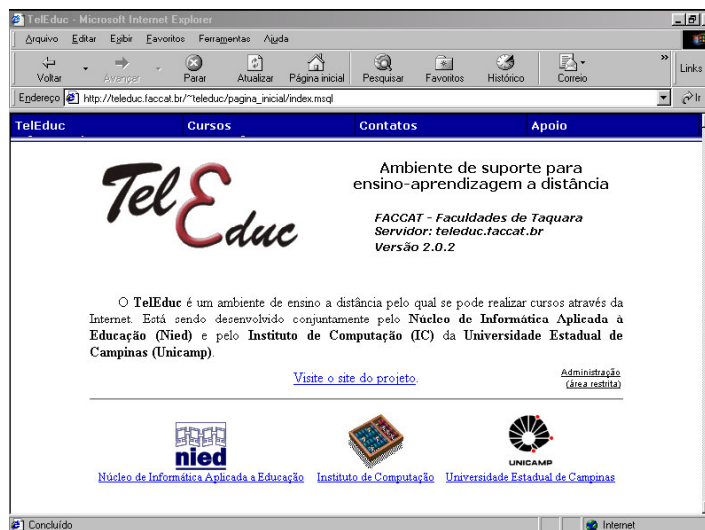 TelEduc - Microsoft Internet Explorer
Arquivo Editar Exibir Favoritos Ferramentas Ajuda
Voltar Avançar Parar Atualizar Página inicial Pesquisar Favoritos Histórico Correio » Links
Endereço http://teleduc.faccat.br/~teleduc/pagina_inicial/index.msql Ir
TelEduc Cursos Contatos Apoio
Tel Educ
Ambiente de suporte para
ensino-aprendizagem a distância
FACCAT - Faculdades de Taquara
Servidor: teleduc.faccat.br
Versão 2.0.2
O TelEduc é um ambiente de ensino a distância pelo qual se pode realizar cursos através da
Internet. Está sendo desenvolvido conjuntamente pelo Núcleo de Informática Aplicada à
Educação (Nied) e pelo Instituto de Computação (IC) da Universidade Estadual de
Campinas (Unicamp).
Visite o site do projeto.
Administração
(área restrita)
nied
UNICAMP
Núcleo de Informática Aplicada a Educação Instituto de Computação Universidade Estadual de Campinas
Concluído Internet